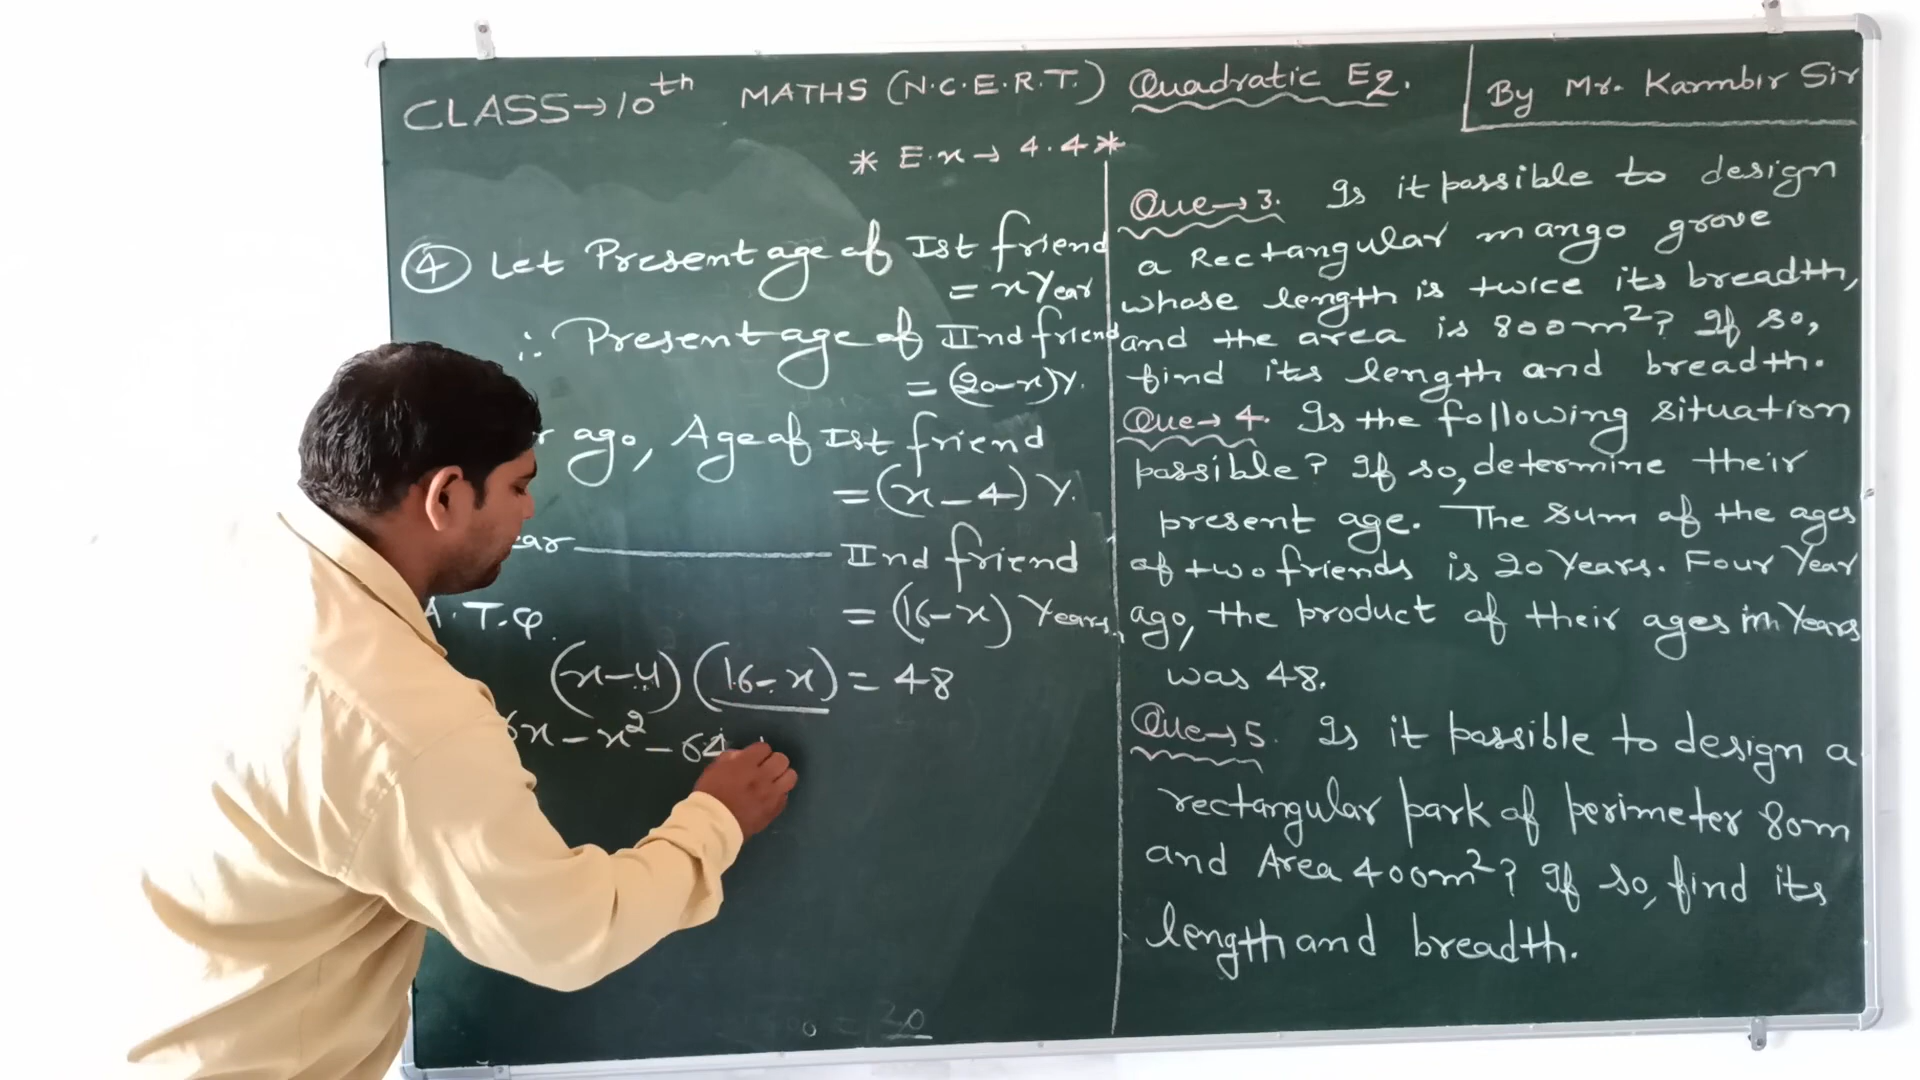 CLASS→10th MATHS (N.C.E.R.T.) Quadratic Eq. By Mr. Karmbir Sir
* E.x→ 4.4 *
④ Let Present age of Ist friend
= x Year
∴ Present age of IInd friend
= (20-x)Y.
ago, Age of Ist friend
= (x-4) Y.
ear ——— IInd friend
= (16-x) Years.
A.T.Q.
(x-4)(16-x) = 48
6x - x² - 64
= 30
Que→3. Is it possible to design
a Rectangular mango grove
whose length is twice its breadth,
and the area is 800m²? If so,
find its length and breadth.
Que→4. Is the following situation
possible? If so, determine their
present age. The sum of the ages
of two friends is 20 Years. Four Year
ago, the product of their ages in Years
was 48.
Que→5. Is it possible to design a
rectangular park of perimeter 80m
and Area 400m²? If so, find its
length and breadth.